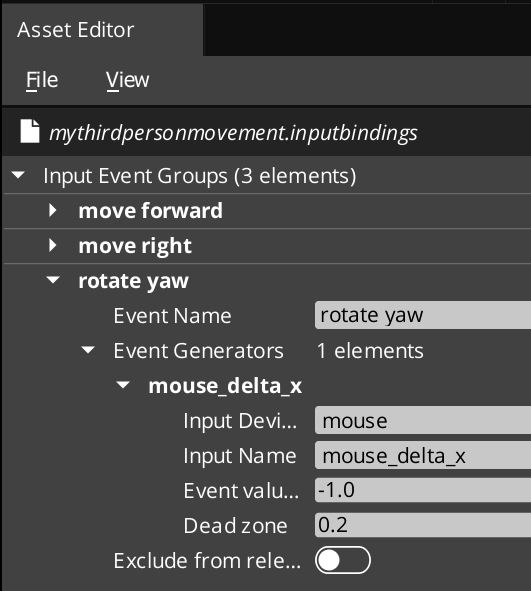 Asset Editor
File View
mythirdpersonmovement.inputbindings
Input Event Groups (3 elements)
move forward
move right
rotate yaw
Event Name rotate yaw
Event Generators 1 elements
mouse_delta_x
Input Devi... mouse
Input Name mouse_delta_x
Event valu... -1.0
Dead zone 0.2
Exclude from rele...